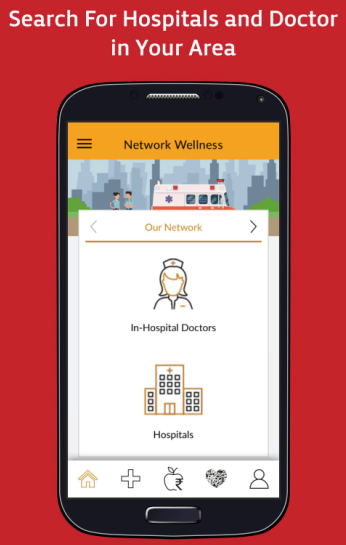 Search For Hospitals and Doctor
in Your Area
Network Wellness
Our Network
In-Hospital Doctors
Hospitals